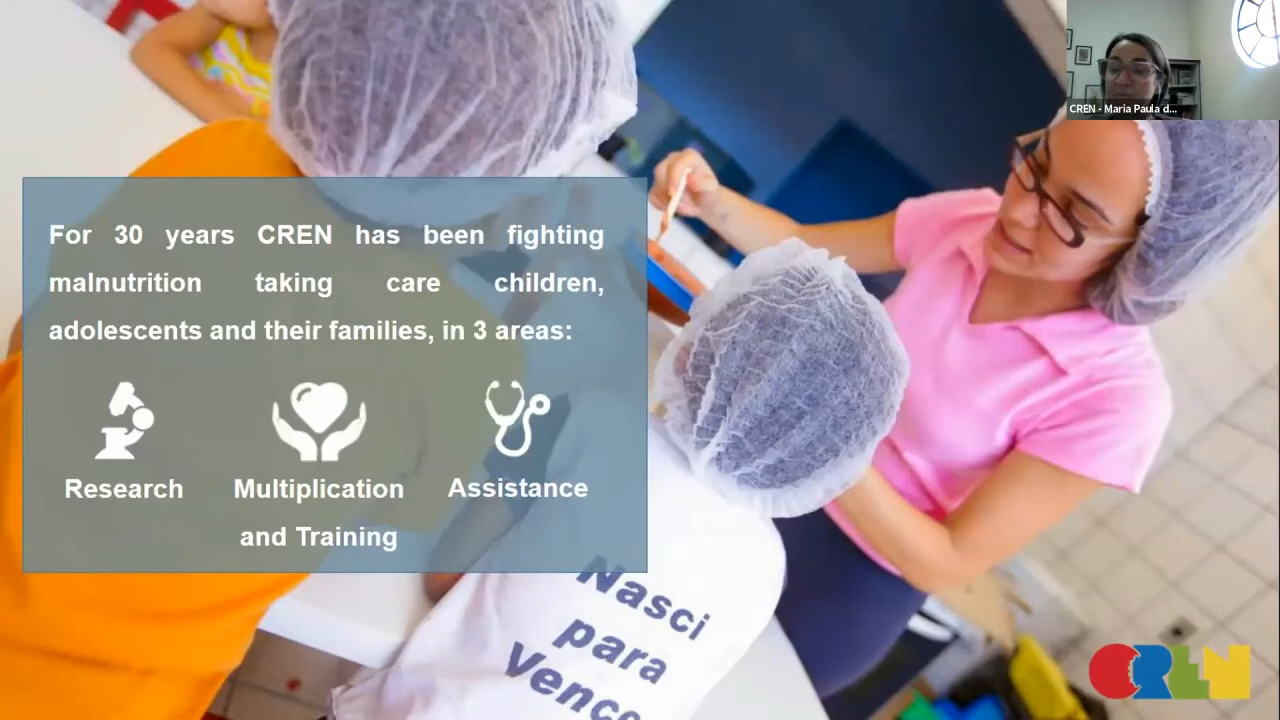 CREN - Maria Paula d...
For 30 years CREN has been fighting
malnutrition taking care children,
adolescents and their families, in 3 areas:
Research
Multiplication
and Training
Assistance
Nasci
para
Vence
CREN